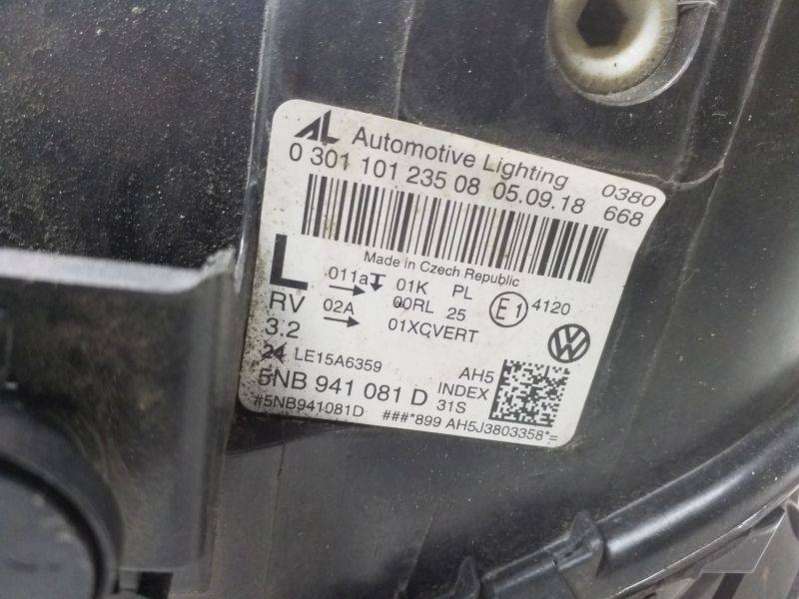 AL Automotive Lighting
0 301 101 235 08 05.09.18
0380
668
Made in Czech Republic
L 011a 01K PL
RV 02A 00RL 25 E1 4120
3.2 01XCVERT
24 LE15A6359
5NB 941 081 D
AH5
INDEX
31S
#5NB941081D ###*899 AH5J3803358*=